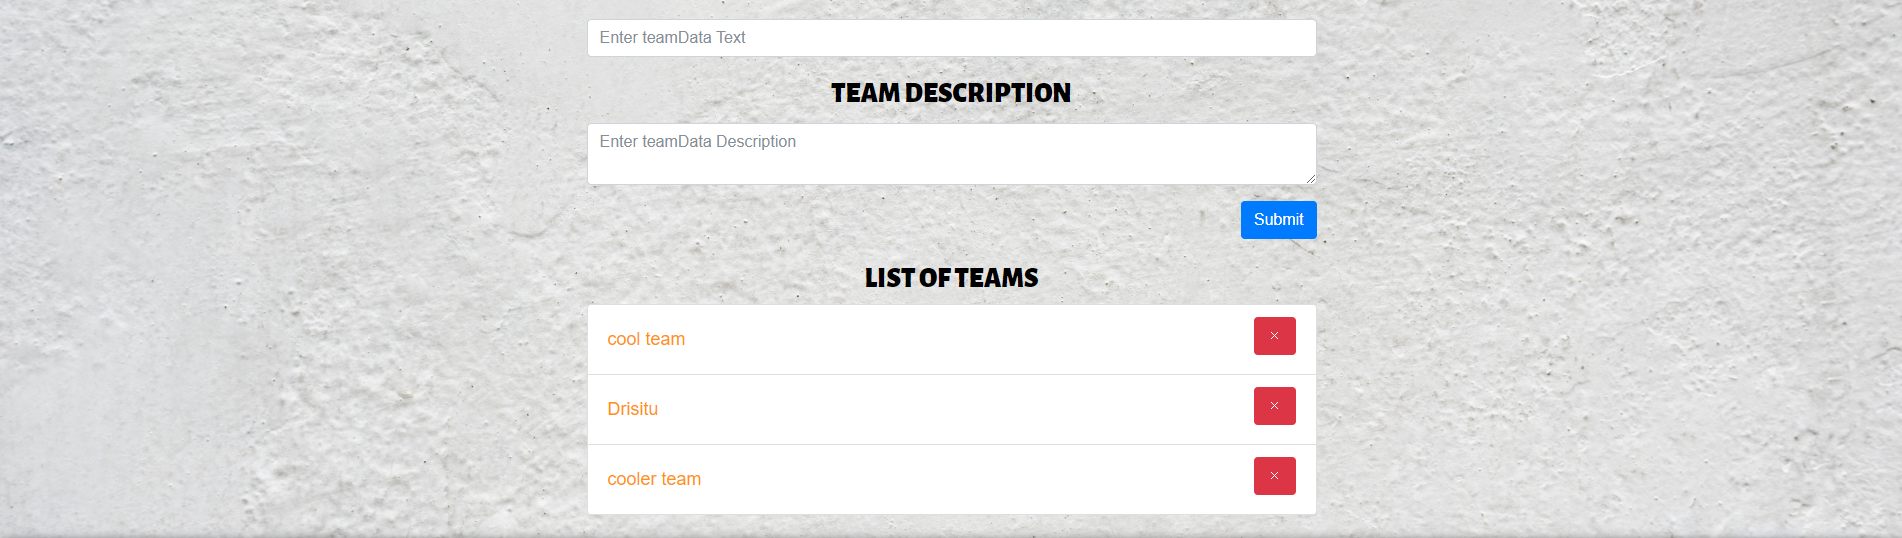 Enter teamData Text
TEAM DESCRIPTION
Enter teamData Description
Submit
LIST OF TEAMS
cool team
×
Drisitu
×
cooler team
×